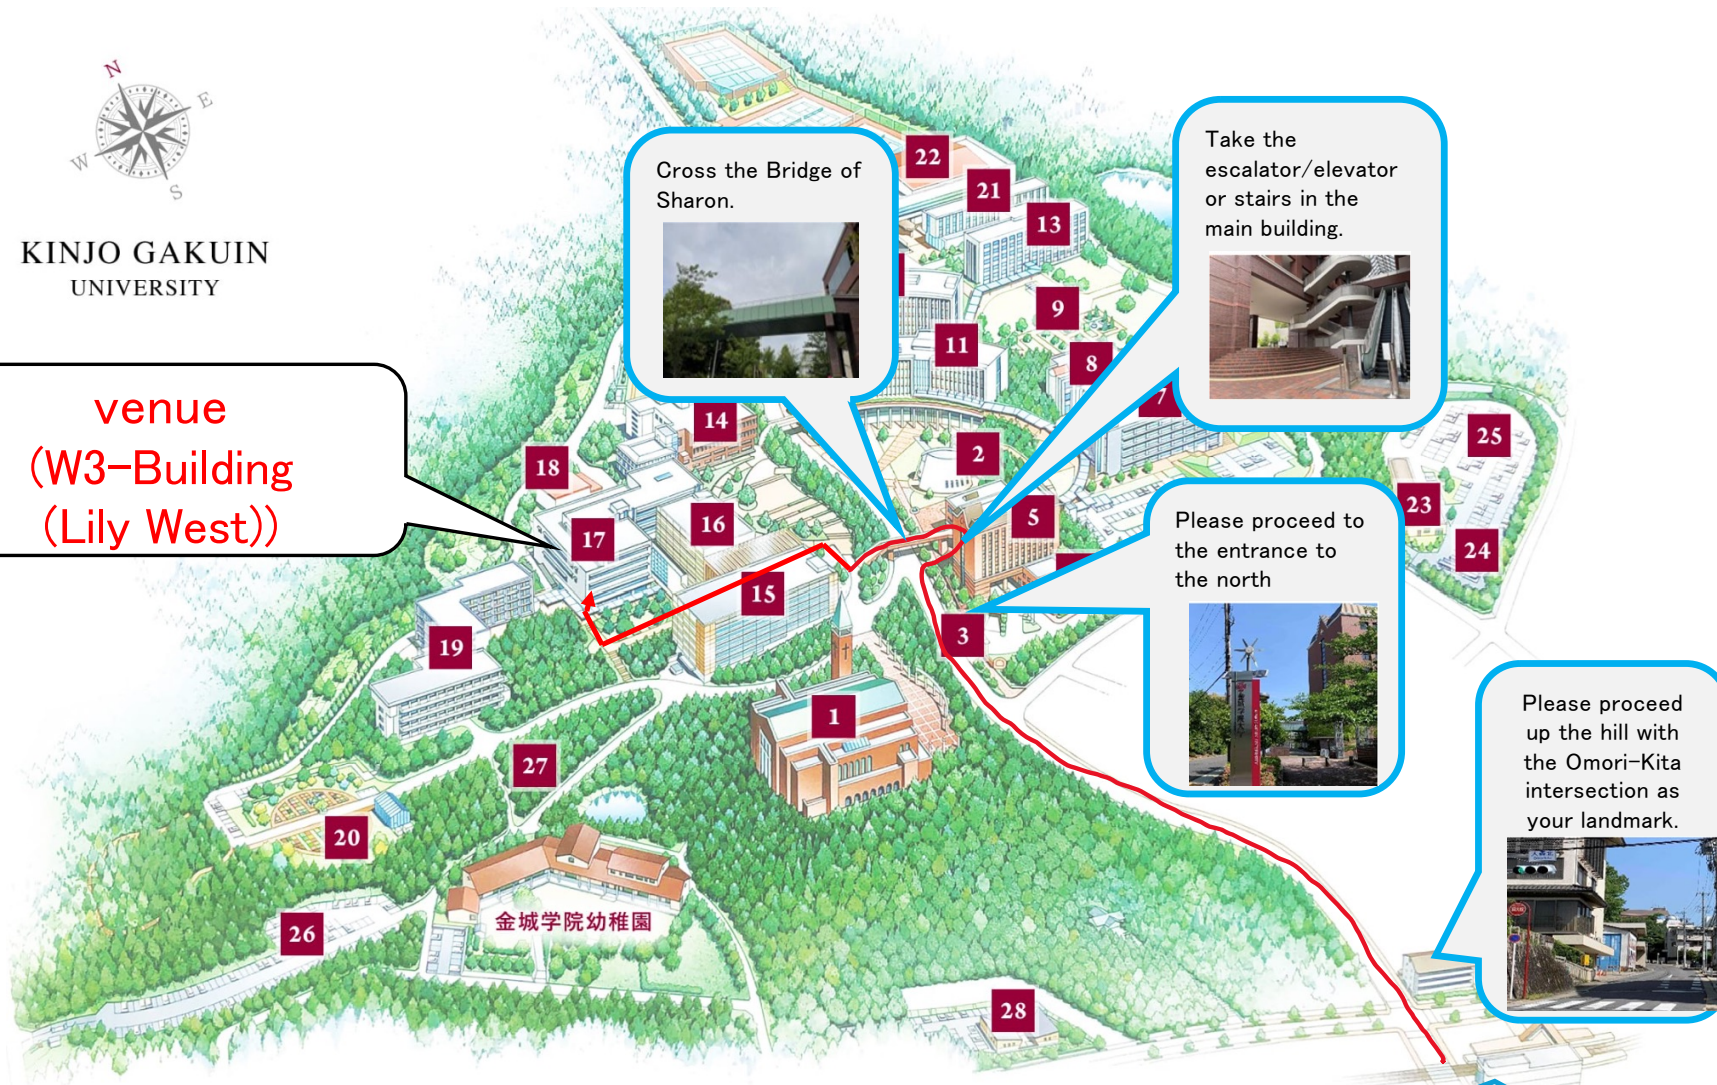 N
E
W
S
KINJO GAKUIN
UNIVERSITY
venue
(W3-Building
(Lily West))
Cross the Bridge of
Sharon.
Take the
escalator/elevator
or stairs in the
main building.
Please proceed to
the entrance to
the north
Please proceed
up the hill with
the Omori-Kita
intersection as
your landmark.
22
21
13
9
11
8
7
14
2
25
18
23
16
5
17
24
15
3
19
1
27
20
金城学院幼稚園
26
28